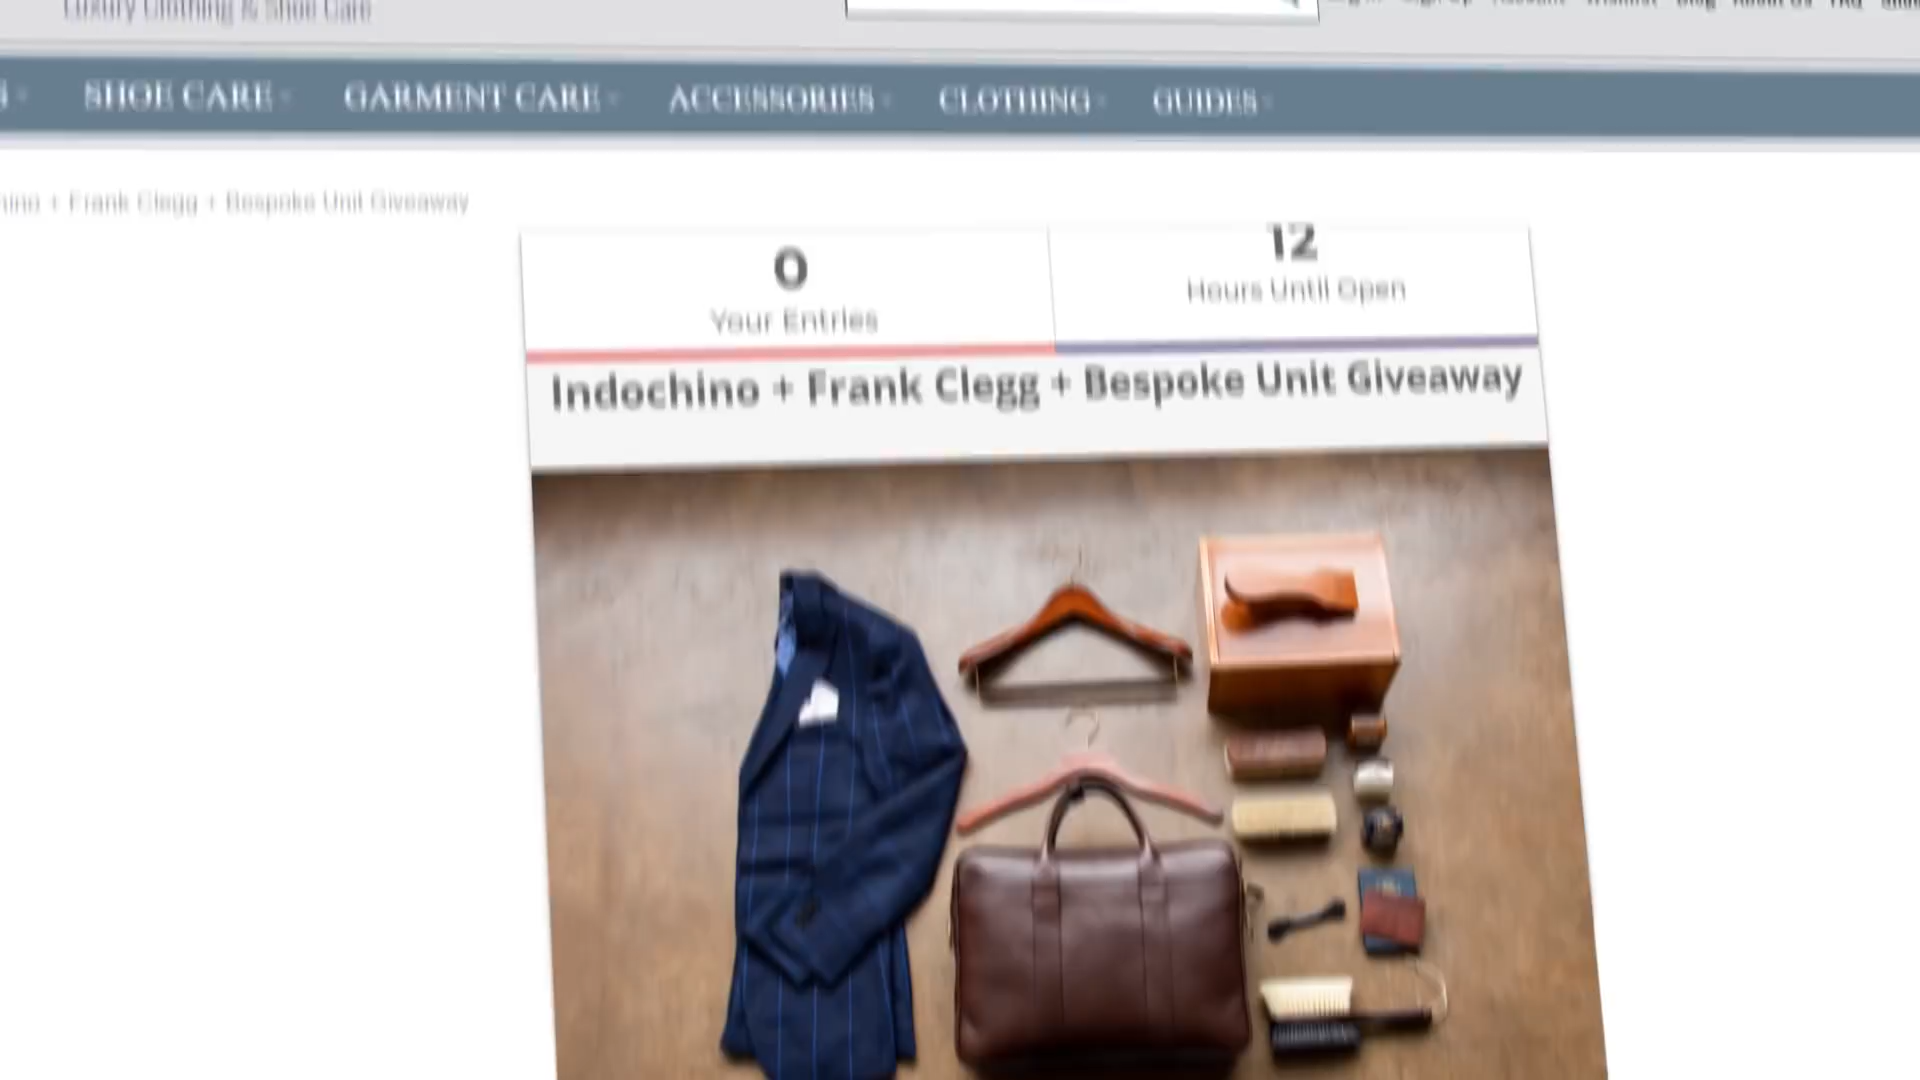 Luxury Clothing & Shoe Care
SHOE CARE GARMENT CARE ACCESSORIES CLOTHING GUIDES
+ Frank Clegg + Bespoke Unit Giveaway
0
Your Entries
12
Hours Until Open
Indochino + Frank Clegg + Bespoke Unit Giveaway